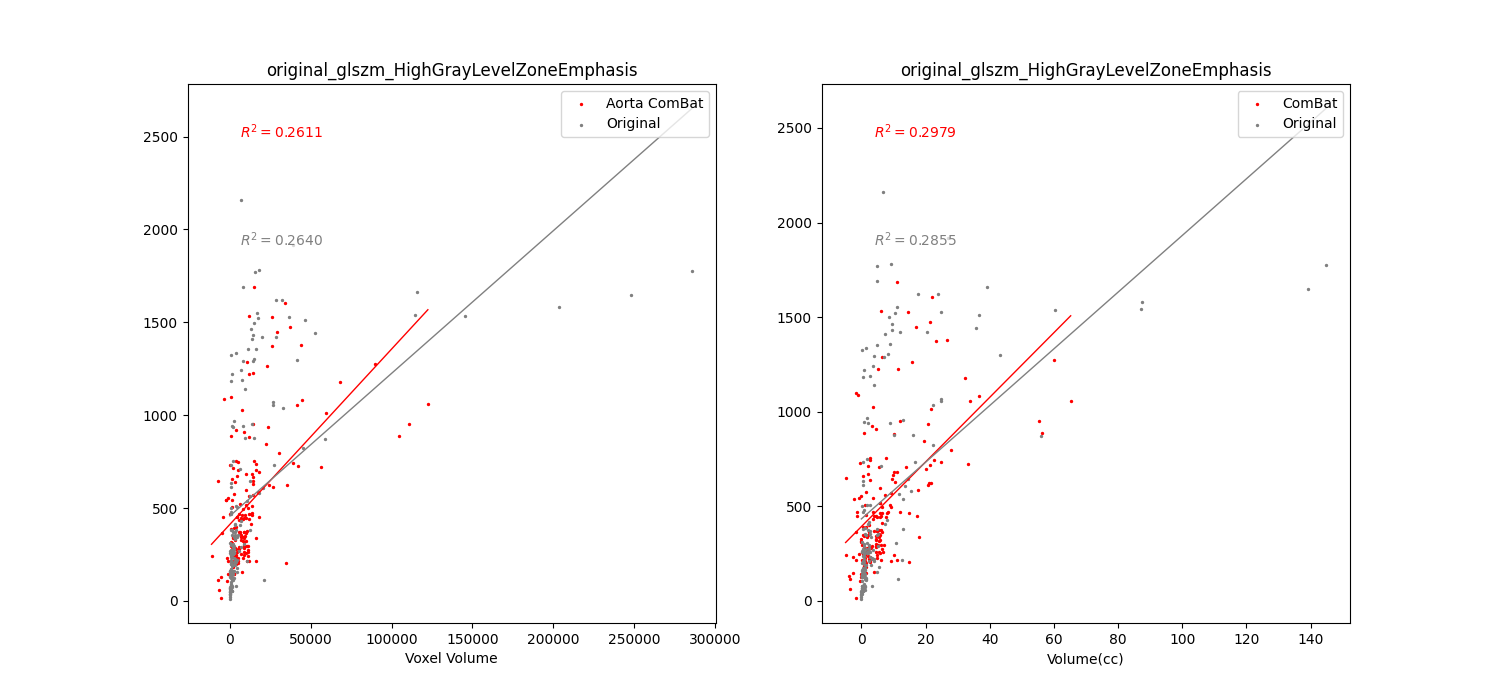 original_glszm_HighGrayLevelZoneEmphasis
Aorta ComBat
Original
R² = 0.2611
R² = 0.2640
2500
2000
1500
1000
500
0
0 50000 100000 150000 200000 250000 300000
Voxel Volume
original_glszm_HighGrayLevelZoneEmphasis
ComBat
Original
R² = 0.2979
R² = 0.2855
2500
2000
1500
1000
500
0
0 20 40 60 80 100 120 140
Volume(cc)